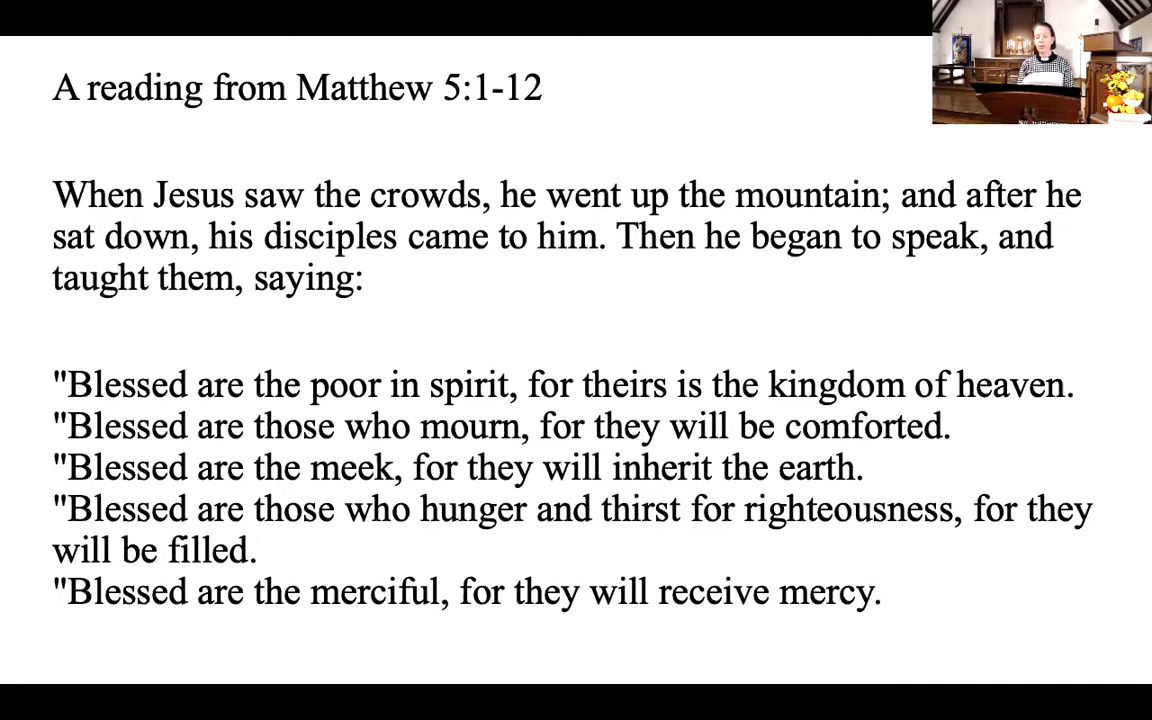 A reading from Matthew 5:1-12
When Jesus saw the crowds, he went up the mountain; and after he
sat down, his disciples came to him. Then he began to speak, and
taught them, saying:
"Blessed are the poor in spirit, for theirs is the kingdom of heaven.
"Blessed are those who mourn, for they will be comforted.
"Blessed are the meek, for they will inherit the earth.
"Blessed are those who hunger and thirst for righteousness, for they
will be filled.
"Blessed are the merciful, for they will receive mercy.